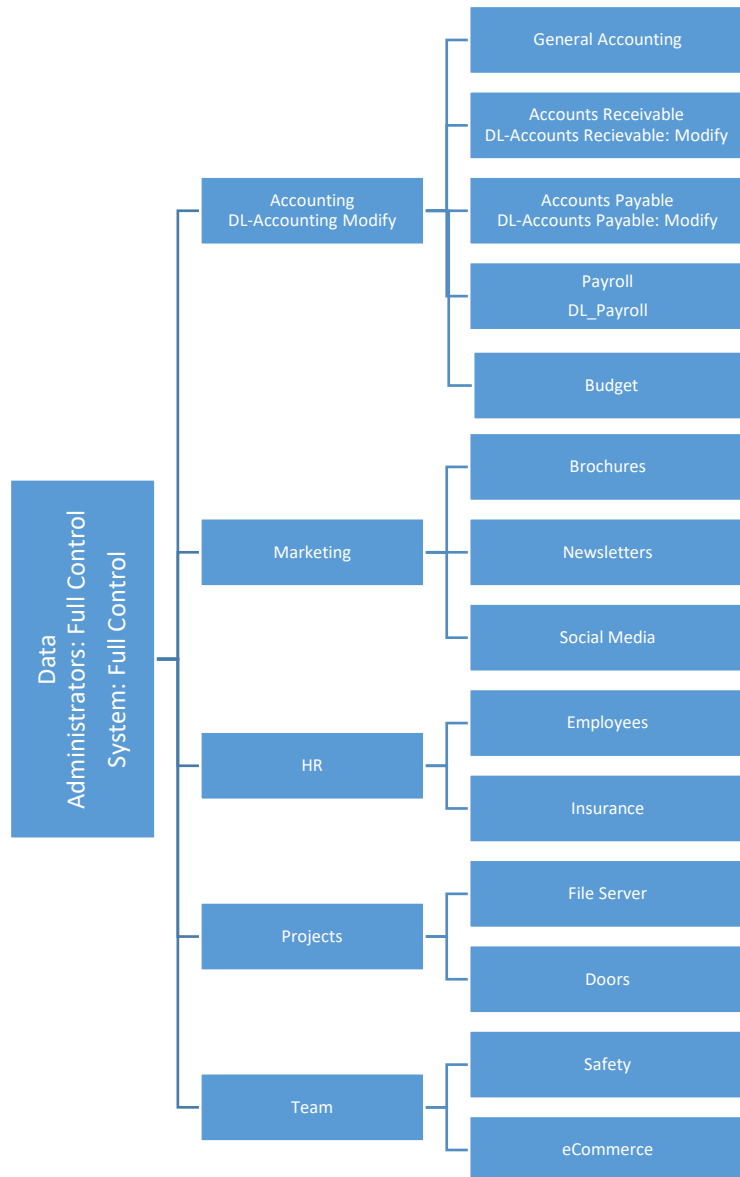 Data
Administrators: Full Control
System: Full Control
Accounting
DL-Accounting Modify
General Accounting
Accounts Receivable
DL-Accounts Recievable: Modify
Accounts Payable
DL-Accounts Payable: Modify
Payroll
DL_Payroll
Budget
Marketing
Brochures
Newsletters
Social Media
HR
Employees
Insurance
Projects
File Server
Doors
Team
Safety
eCommerce